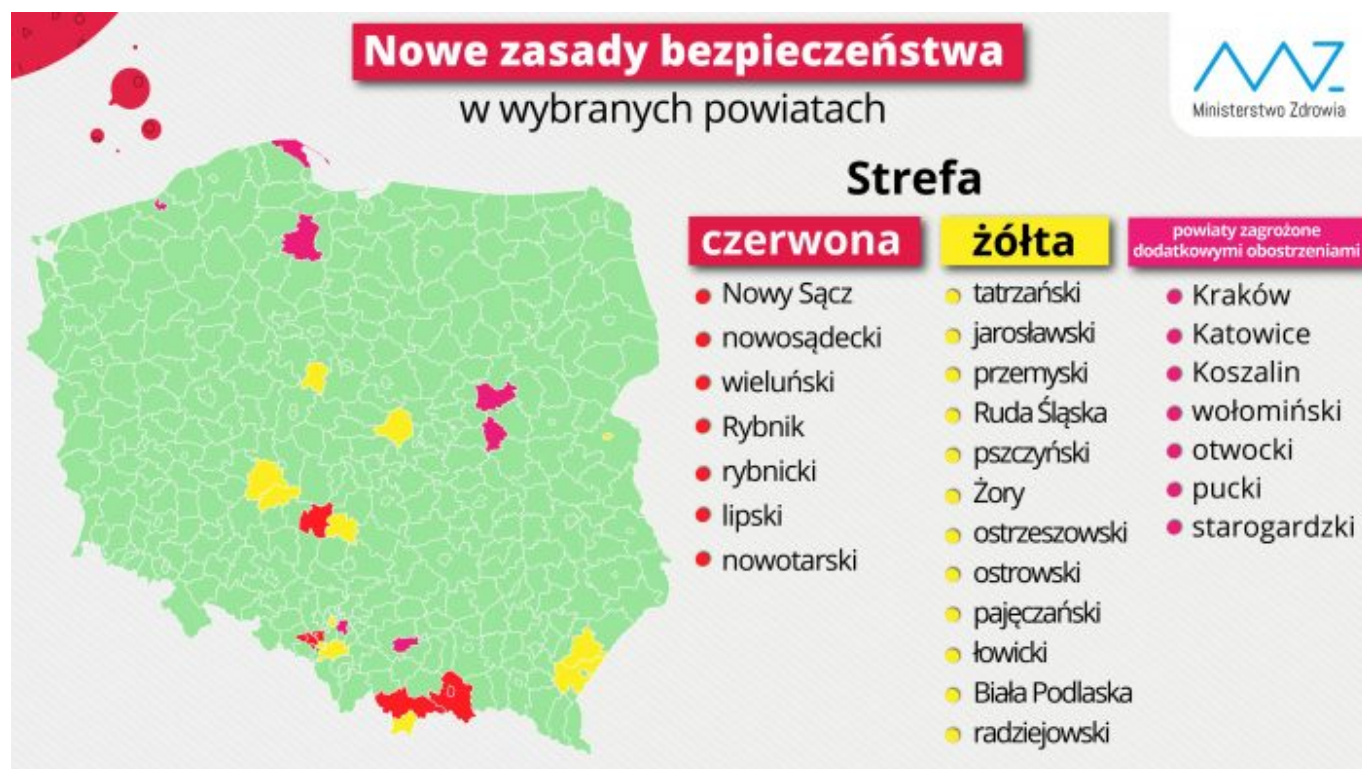 Nowe zasady bezpieczeństwa
w wybranych powiatach
Ministerstwo Zdrowia
Strefa
czerwona
Nowy Sącz
nowosądecki
wieluński
Rybnik
rybnicki
lipski
nowotarski
żółta
tatrzański
jarosławski
przemyski
Ruda Śląska
pszczyński
Żory
ostrzeszowski
ostrowski
pajęczański
łowicki
Biała Podlaska
radziejowski
powiaty zagrożone
dodatkowymi obostrzeniami
Kraków
Katowice
Koszalin
wołomiński
otwocki
pucki
starogardzki